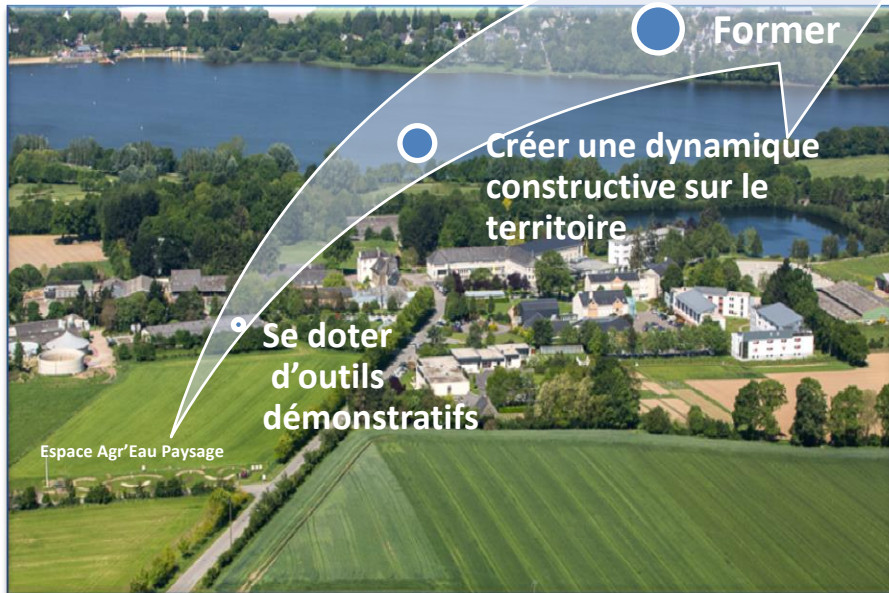 Former
Créer une dynamique
constructive sur le
territoire
Se doter
d’outils
démonstratifs
Espace Agr’Eau Paysage